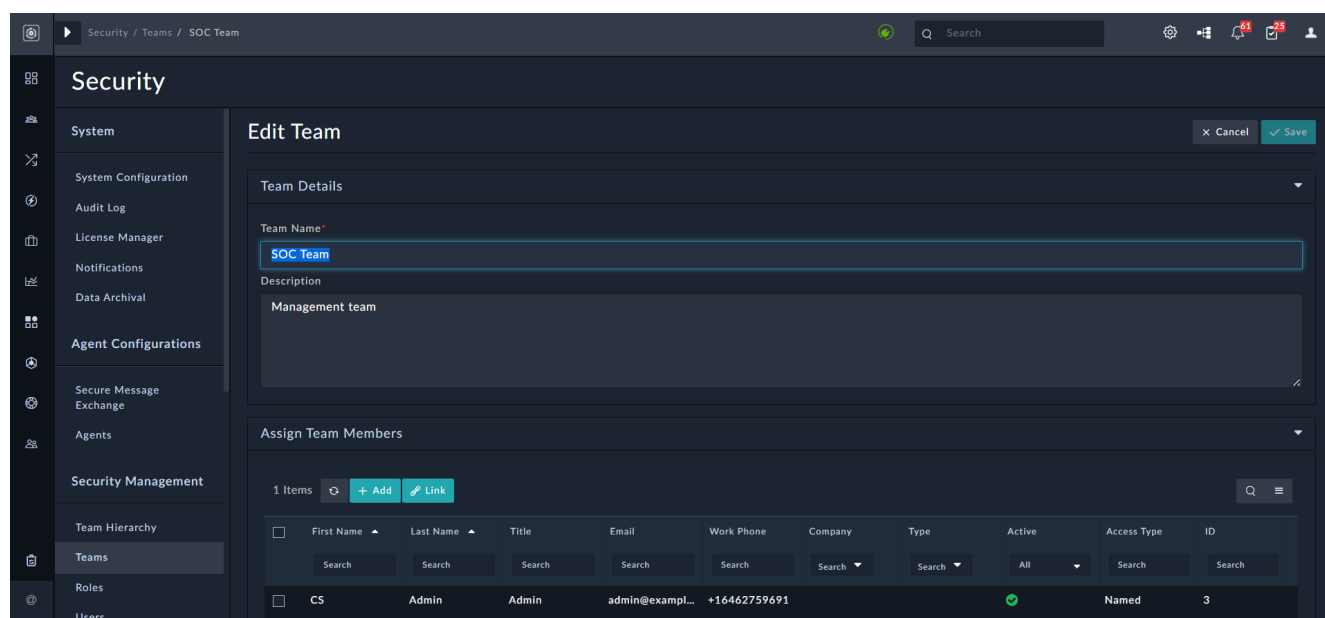 Security / Teams / SOC Team
Search
61
25
Security
System
System Configuration
Audit Log
License Manager
Notifications
Data Archival
Agent Configurations
Secure Message
Exchange
Agents
Security Management
Team Hierarchy
Teams
Roles
Users
@
Edit Team
× Cancel
Save
Team Details
Team Name*
SOC Team
Description
Management team
Assign Team Members
1 Items
+ Add
Link
First Name Last Name Title Email Work Phone Company Type Active Access Type ID
Search Search Search Search Search Search Search All Search Search
CS Admin Admin admin@exampl... +16462759691 Named 3